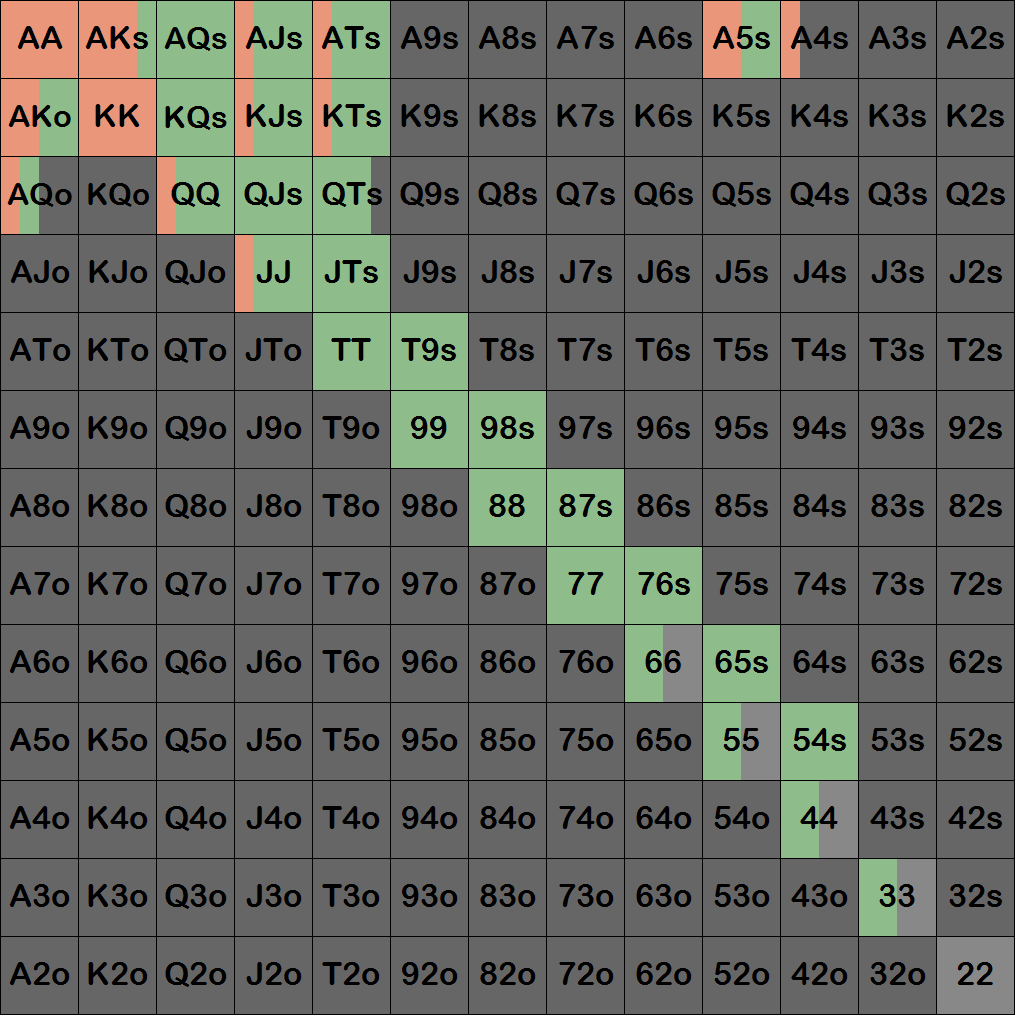 AA AKs AQs AJs ATs A9s A8s A7s A6s A5s A4s A3s A2s
AKo KK KQs KJs KTs K9s K8s K7s K6s K5s K4s K3s K2s
AQo KQo QQ QJs QTs Q9s Q8s Q7s Q6s Q5s Q4s Q3s Q2s
AJo KJo QJo JJ JTs J9s J8s J7s J6s J5s J4s J3s J2s
ATo KTo QTo JTo TT T9s T8s T7s T6s T5s T4s T3s T2s
A9o K9o Q9o J9o T9o 99 98s 97s 96s 95s 94s 93s 92s
A8o K8o Q8o J8o T8o 98o 88 87s 86s 85s 84s 83s 82s
A7o K7o Q7o J7o T7o 97o 87o 77 76s 75s 74s 73s 72s
A6o K6o Q6o J6o T6o 96o 86o 76o 66 65s 64s 63s 62s
A5o K5o Q5o J5o T5o 95o 85o 75o 65o 55 54s 53s 52s
A4o K4o Q4o J4o T4o 94o 84o 74o 64o 54o 44 43s 42s
A3o K3o Q3o J3o T3o 93o 83o 73o 63o 53o 43o 33 32s
A2o K2o Q2o J2o T2o 92o 82o 72o 62o 52o 42o 32o 22